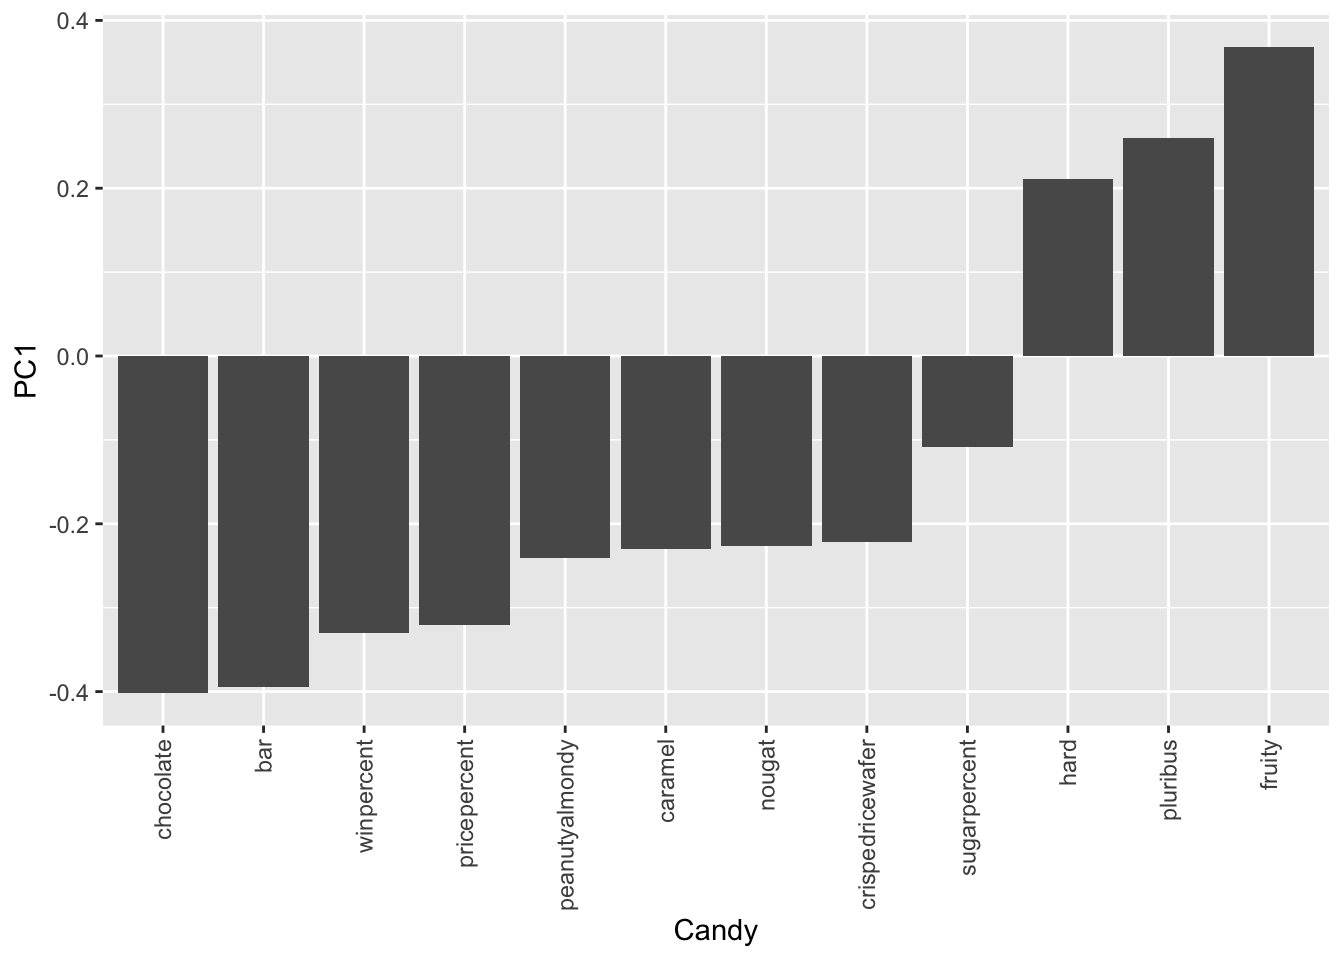 0.4
0.2
0.0
-0.2
-0.4
PC1
chocolate
bar
winpercent
pricepercent
peanutyalmondy
caramel
nougat
crispedricewafer
sugarpercent
hard
pluribus
fruity
Candy